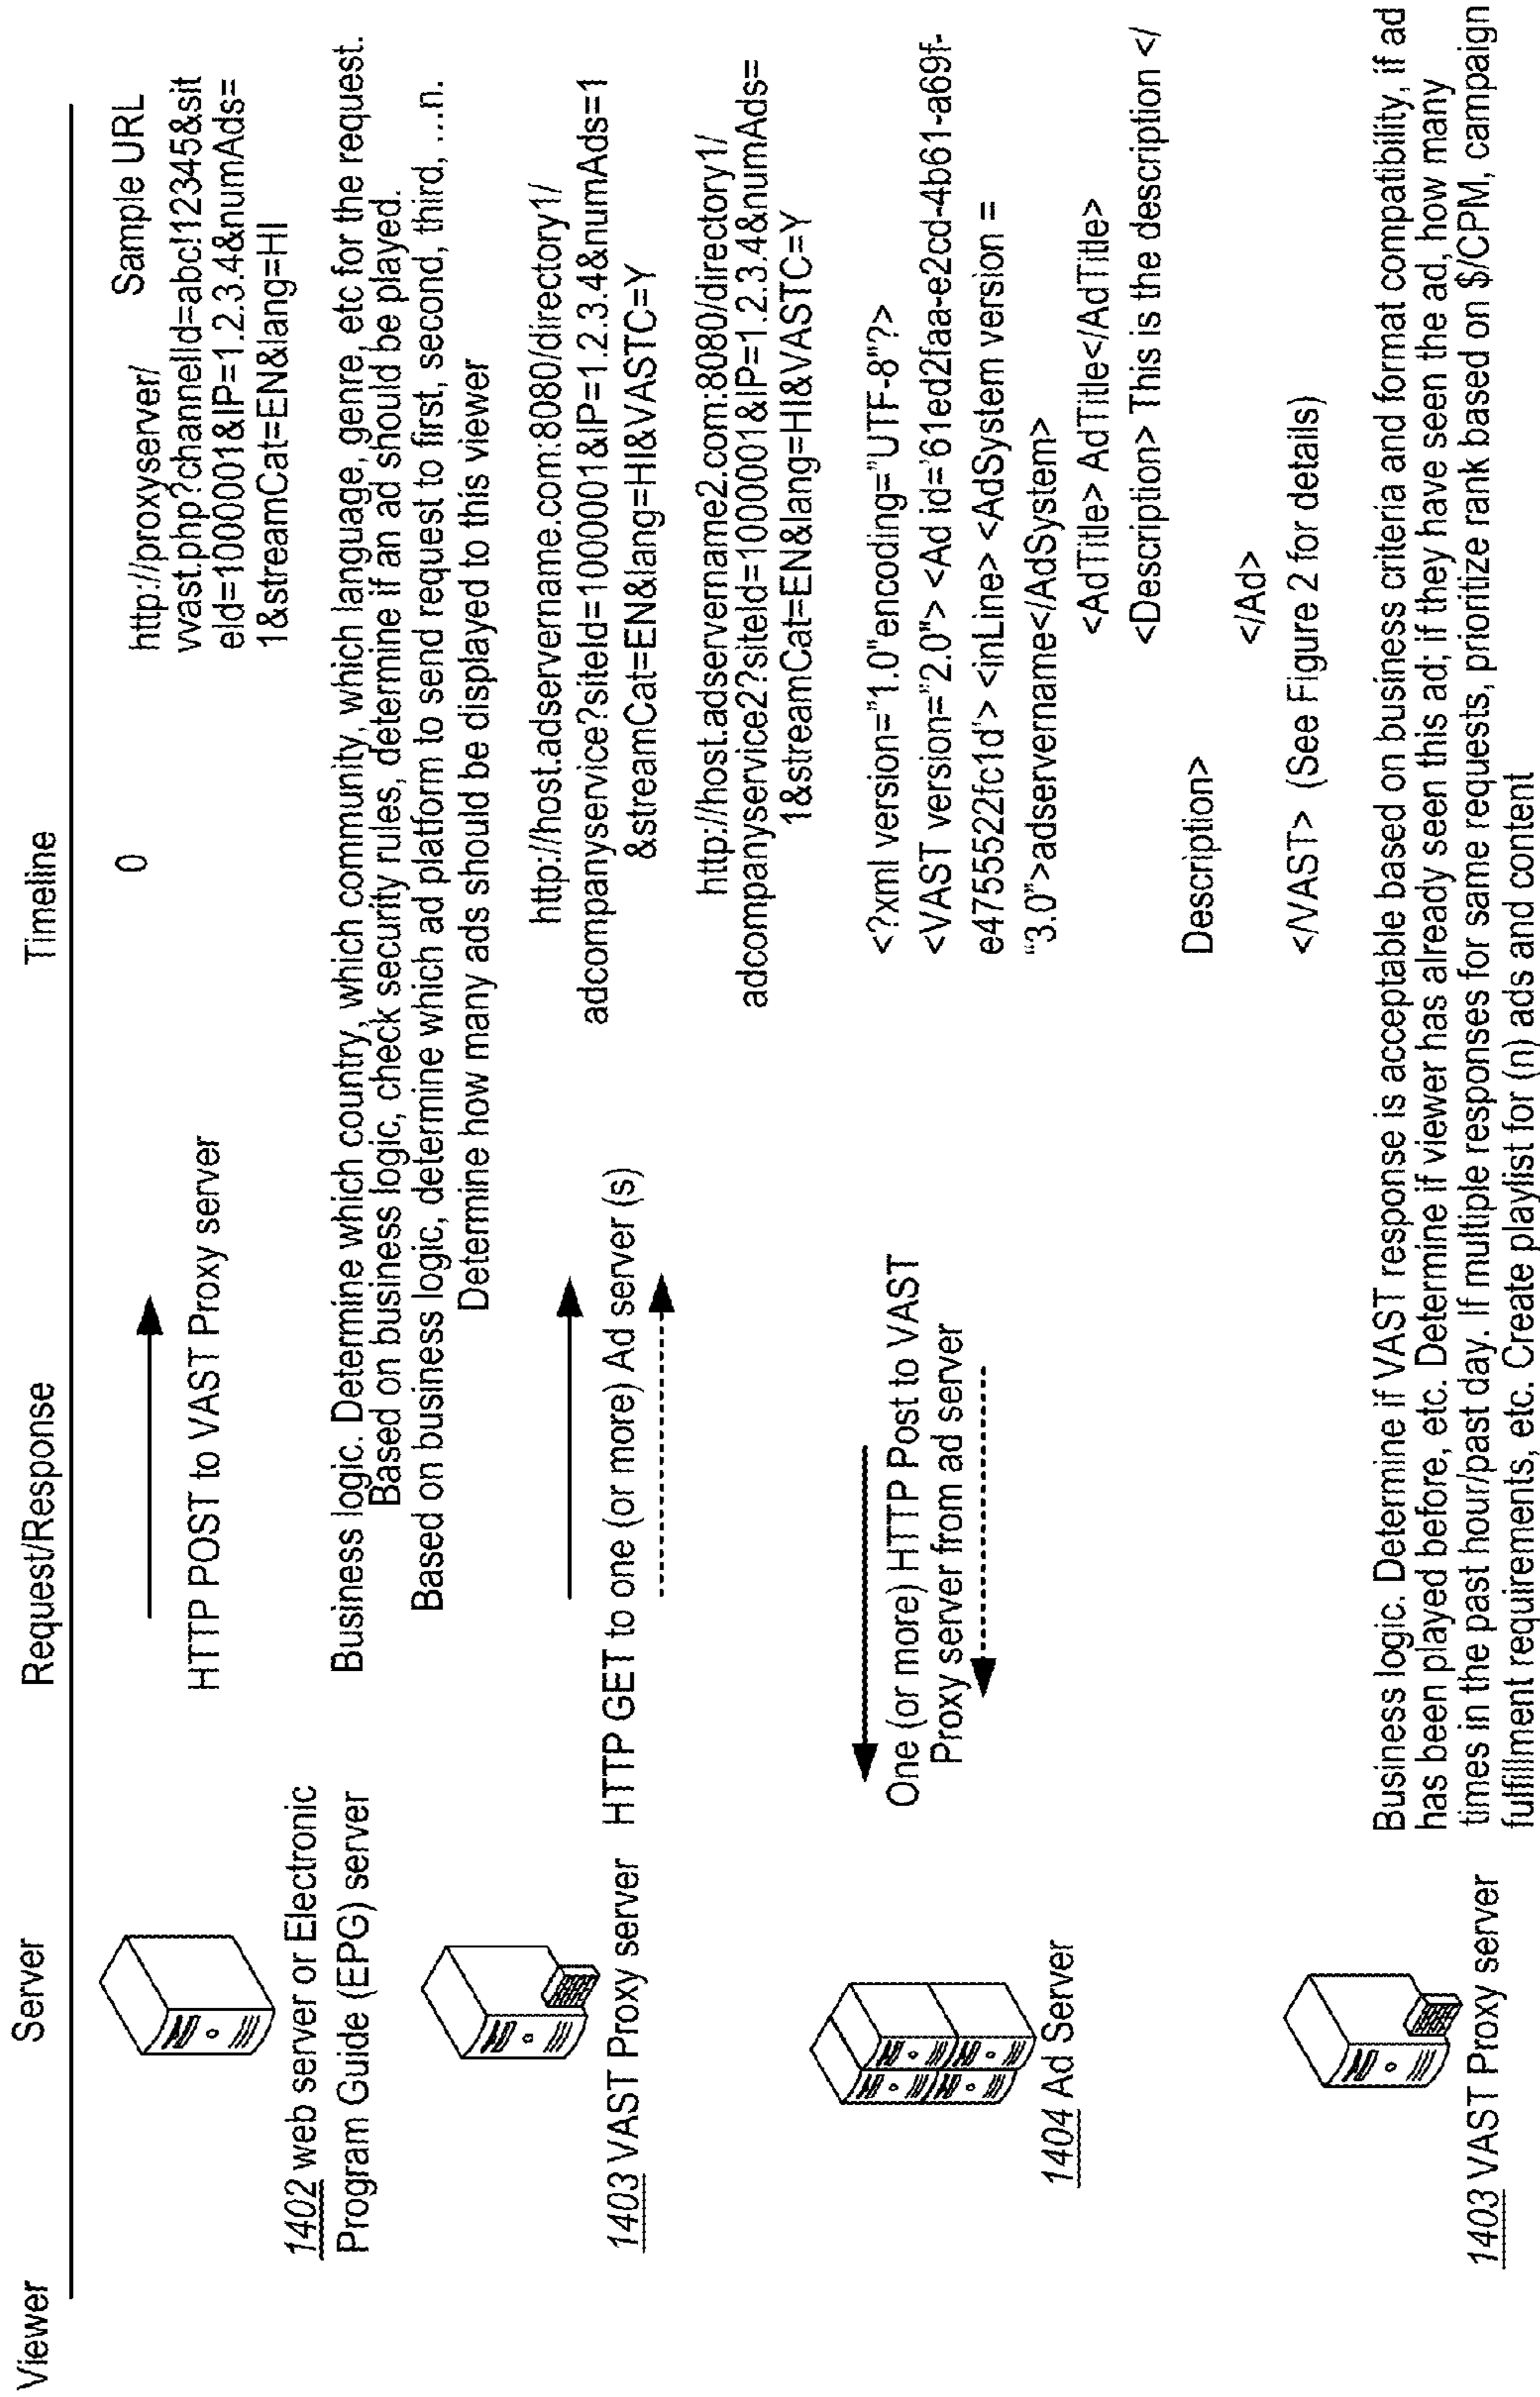 Viewer Server Request/Response Timeline Sample URL
0
http://proxyserver/
vvast.php?channelId=abc!12345&sit
eId=1000001&IP=1.2.3.4&numAds=
1&streamCat=EN&lang=HI
HTTP POST to VAST Proxy server
1402 web server or Electronic
Program Guide (EPG) server
Business logic. Determine which country, which community, which language, genre, etc for the request.
Based on business logic, check security rules, determine if an ad should be played.
Based on business logic, determine which ad platform to send request to first, second, third, ...n.
Determine how many ads should be displayed to this viewer
1403 VAST Proxy server
HTTP GET to one (or more) Ad server (s)
http://host.adservername.com:8080/directory1/
adcompanyservice?siteId=1000001&IP=1.2.3.4&numAds=1
&streamCat=EN&lang=HI&VASTC=Y
http://host.adservername2.com:8080/directory1/
adcompanyservice2?siteId=1000001&IP=1.2.3.4&numAds=
1&streamCat=EN&lang=HI&VASTC=Y
1404 Ad Server
One (or more) HTTP Post to VAST
Proxy server from ad server
<?xml version="1.0"encoding="UTF-8"?>
<VAST version="2.0"> <Ad id='61ed2faa-e2cd-4b61-a69f-
e4755522fc1d'> <inLine> <AdSystem version =
"3.0">adservername</AdSystem>
<AdTitle> AdTitle</AdTitle>
<Description> This is the description </
Description>
</Ad>
</VAST> (See Figure 2 for details)
1403 VAST Proxy server
Business logic. Determine if VAST response is acceptable based on business criteria and format compatibility, if ad
has been played before, etc. Determine if viewer has already seen this ad; if they have seen the ad, how many
times in the past hour/past day. If multiple responses for same requests, prioritize rank based on $/CPM, campaign
fulfillment requirements, etc. Create playlist for (n) ads and content